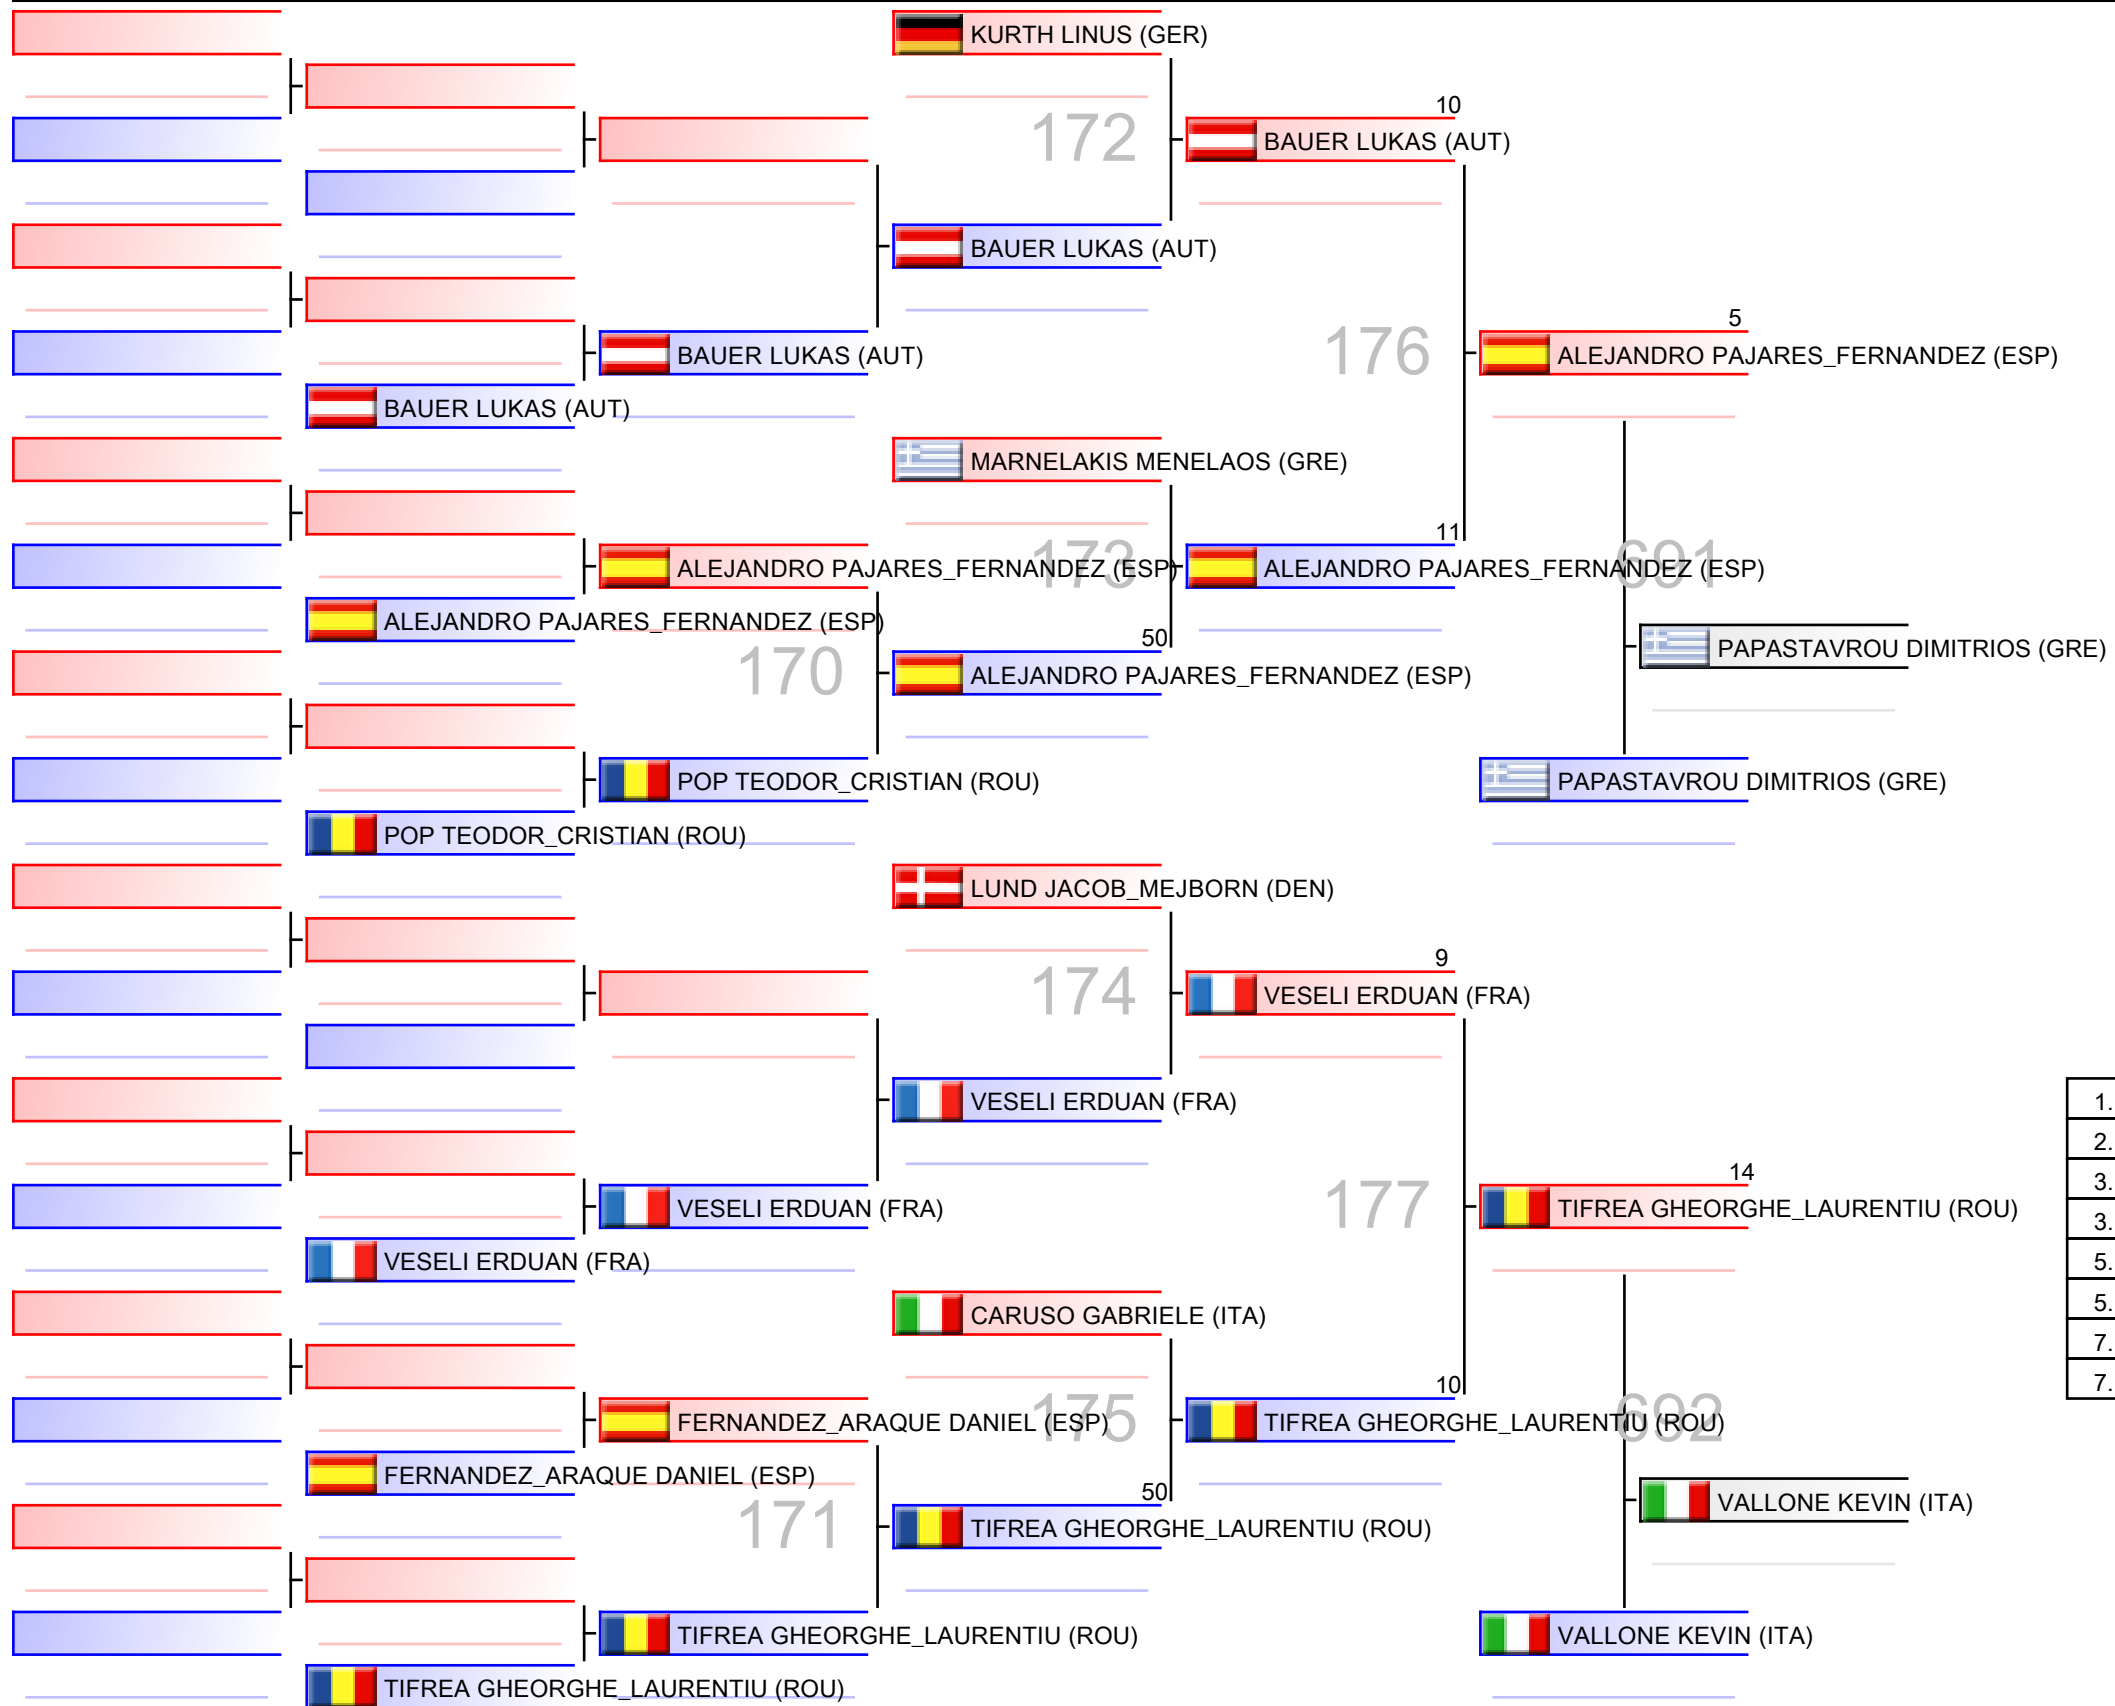 KURTH LINUS (GER)
10
172
BAUER LUKAS (AUT)
BAUER LUKAS (AUT)
5
176
BAUER LUKAS (AUT)
ALEJANDRO PAJARES_FERNANDEZ (ESP)
BAUER LUKAS (AUT)
MARNELAKIS MENELAOS (GRE)
11
173
691
ALEJANDRO PAJARES_FERNANDEZ (ESP)
ALEJANDRO PAJARES_FERNANDEZ (ESP)
ALEJANDRO PAJARES_FERNANDEZ (ESP)
50
PAPASTAVROU DIMITRIOS (GRE)
170
ALEJANDRO PAJARES_FERNANDEZ (ESP)
POP TEODOR_CRISTIAN (ROU)
PAPASTAVROU DIMITRIOS (GRE)
POP TEODOR_CRISTIAN (ROU)
LUND JACOB_MEJBORN (DEN)
9
174
VESELI ERDUAN (FRA)
VESELI ERDUAN (FRA)
1.
2.
3.
14
177
VESELI ERDUAN (FRA)
TIFREA GHEORGHE_LAURENTIU (ROU)
3.
VESELI ERDUAN (FRA)
5.
CARUSO GABRIELE (ITA)
5.
7.
10
7.
175
692
FERNANDEZ_ARAQUE DANIEL (ESP)
TIFREA GHEORGHE_LAURENTIU (ROU)
FERNANDEZ_ARAQUE DANIEL (ESP)
50
VALLONE KEVIN (ITA)
171
TIFREA GHEORGHE_LAURENTIU (ROU)
TIFREA GHEORGHE_LAURENTIU (ROU)
VALLONE KEVIN (ITA)
TIFREA GHEORGHE_LAURENTIU (ROU)